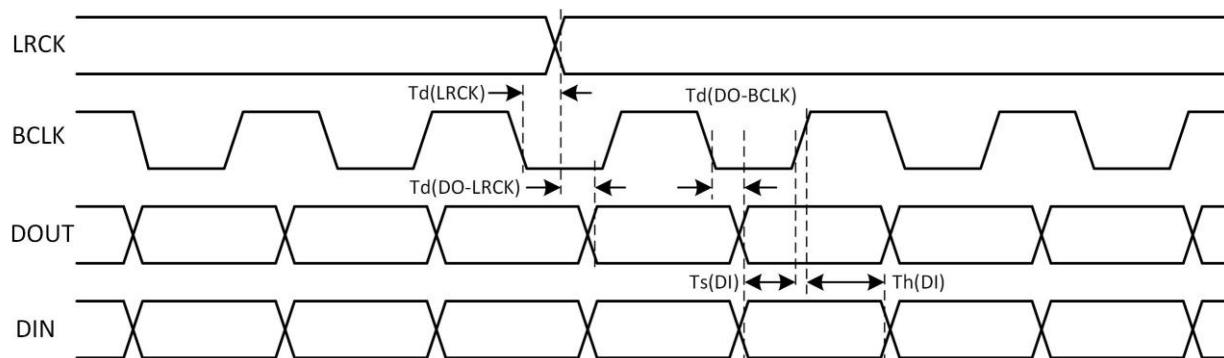 LRCK
Td(LRCK)
Td(DO-BCLK)
BCLK
Td(DO-LRCK)
DOUT
Ts(DI)
Th(DI)
DIN